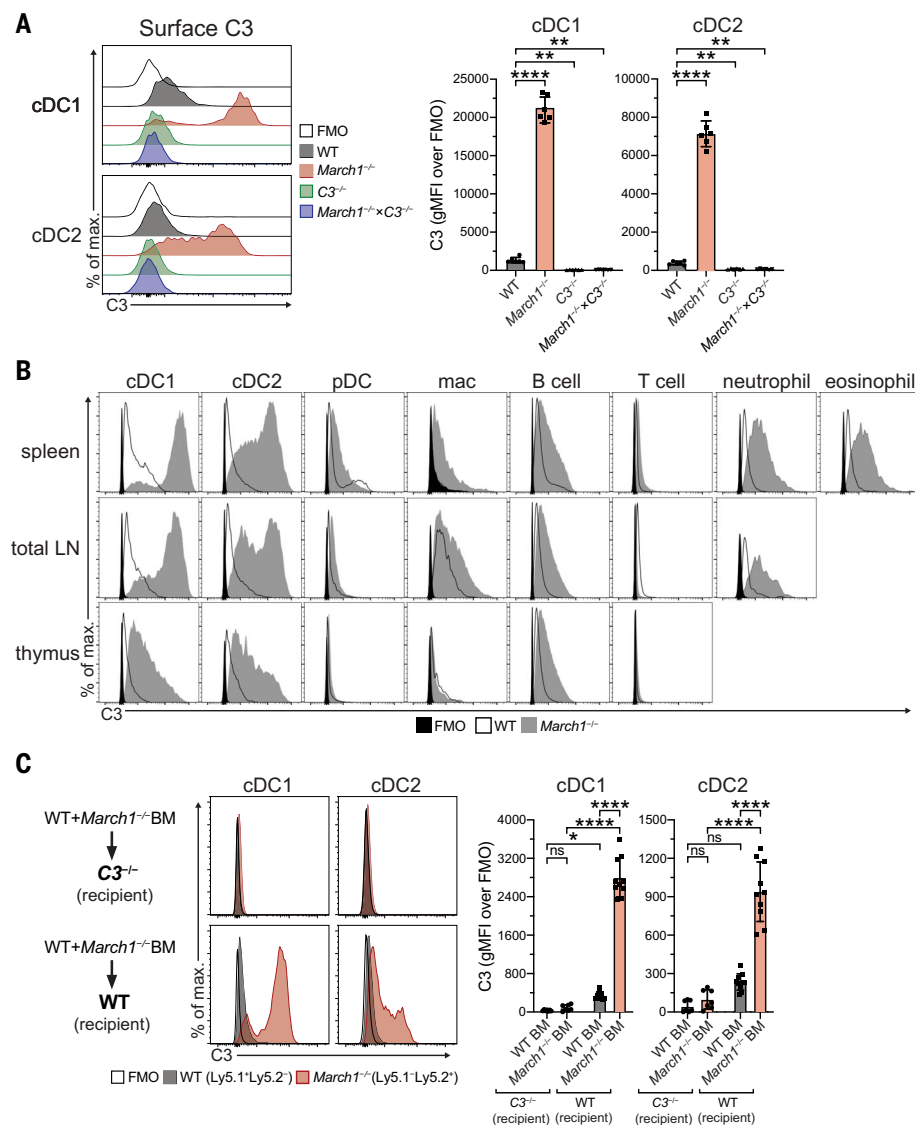 A
Surface C3
cDC1
cDC2
% of max.
C3
FMO
WT
March1⁻/⁻
C3⁻/⁻
March1⁻/⁻×C3⁻/⁻
cDC1
C3 (gMFI over FMO)
25000
20000
15000
10000
5000
0
**
**
****
WT
March1⁻/⁻
C3⁻/⁻
March1⁻/⁻×C3⁻/⁻
cDC2
10000
8000
6000
4000
2000
0
**
**
****
WT
March1⁻/⁻
C3⁻/⁻
March1⁻/⁻×C3⁻/⁻
B
cDC1 cDC2 pDC mac B cell T cell neutrophil eosinophil
spleen
total LN
thymus
% of max.
C3
FMO WT March1⁻/⁻
C
WT+March1⁻/⁻BM
C3⁻/⁻
(recipient)
WT+March1⁻/⁻BM
WT
(recipient)
cDC1 cDC2
% of max.
C3
FMO WT (Ly5.1⁺Ly5.2⁻) March1⁻/⁻(Ly5.1⁻Ly5.2⁺)
cDC1
C3 (gMFI over FMO)
4000
3200
2400
1600
800
0
****
****
*
ns
WT BM
March1⁻/⁻ BM
WT BM
March1⁻/⁻ BM
C3⁻/⁻ WT
(recipient) (recipient)
cDC2
1500
1200
900
600
300
0
****
****
ns
ns
WT BM
March1⁻/⁻ BM
WT BM
March1⁻/⁻ BM
C3⁻/⁻ WT
(recipient) (recipient)